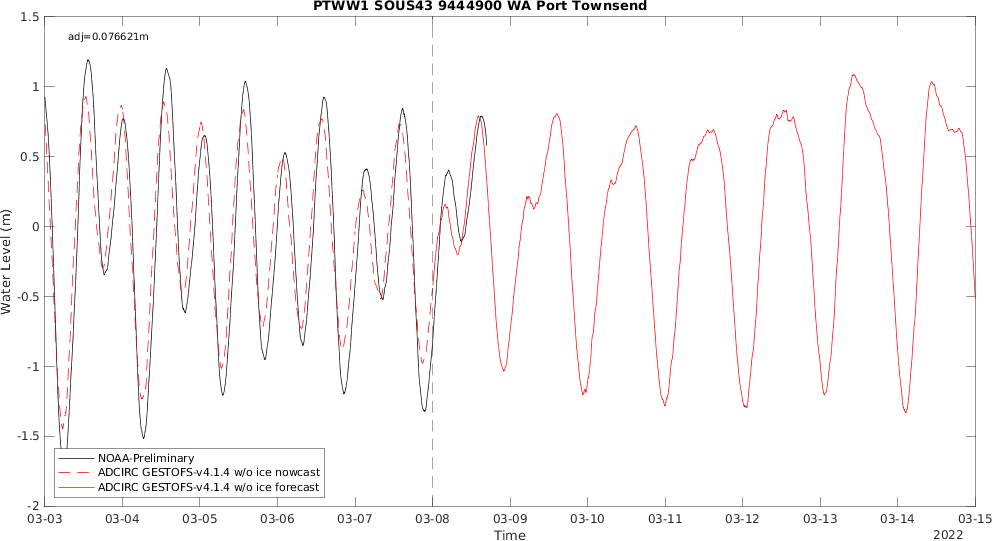 PTWW1 SOUS43 9444900 WA Port Townsend
adj=0.076621m
1.5
1
0.5
0
-0.5
-1
-1.5
-2
Water Level (m)
NOAA-Preliminary
ADCIRC GESTOFS-v4.1.4 w/o ice nowcast
ADCIRC GESTOFS-v4.1.4 w/o ice forecast
03-03 03-04 03-05 03-06 03-07 03-08 03-09 03-10 03-11 03-12 03-13 03-14 03-15
Time
2022